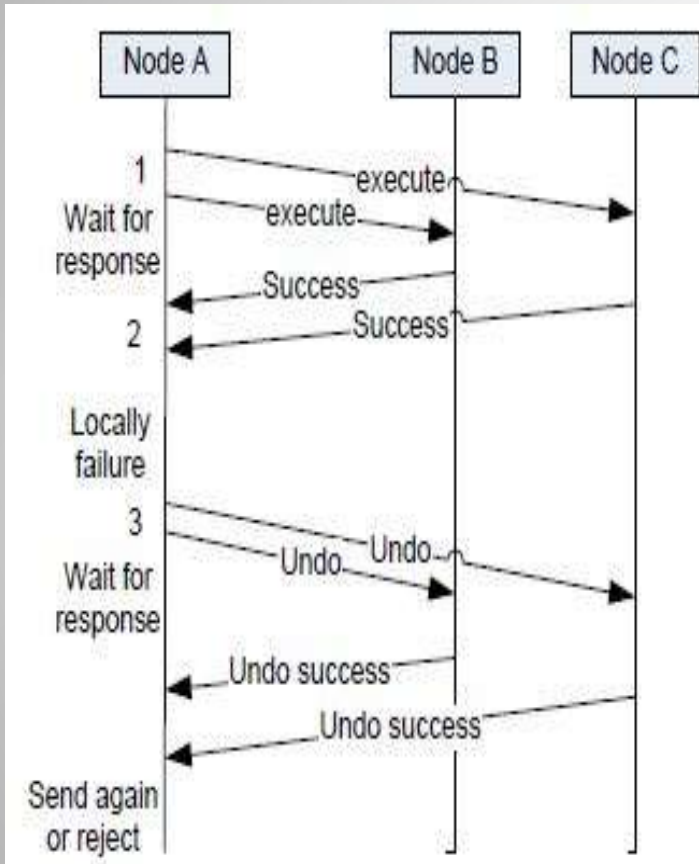 Node A
Node B
Node C
1
execute
execute
Wait for
response
Success
Success
2
Locally
failure
3
Undo
Undo
Wait for
response
Undo success
Undo success
Send again
or reject